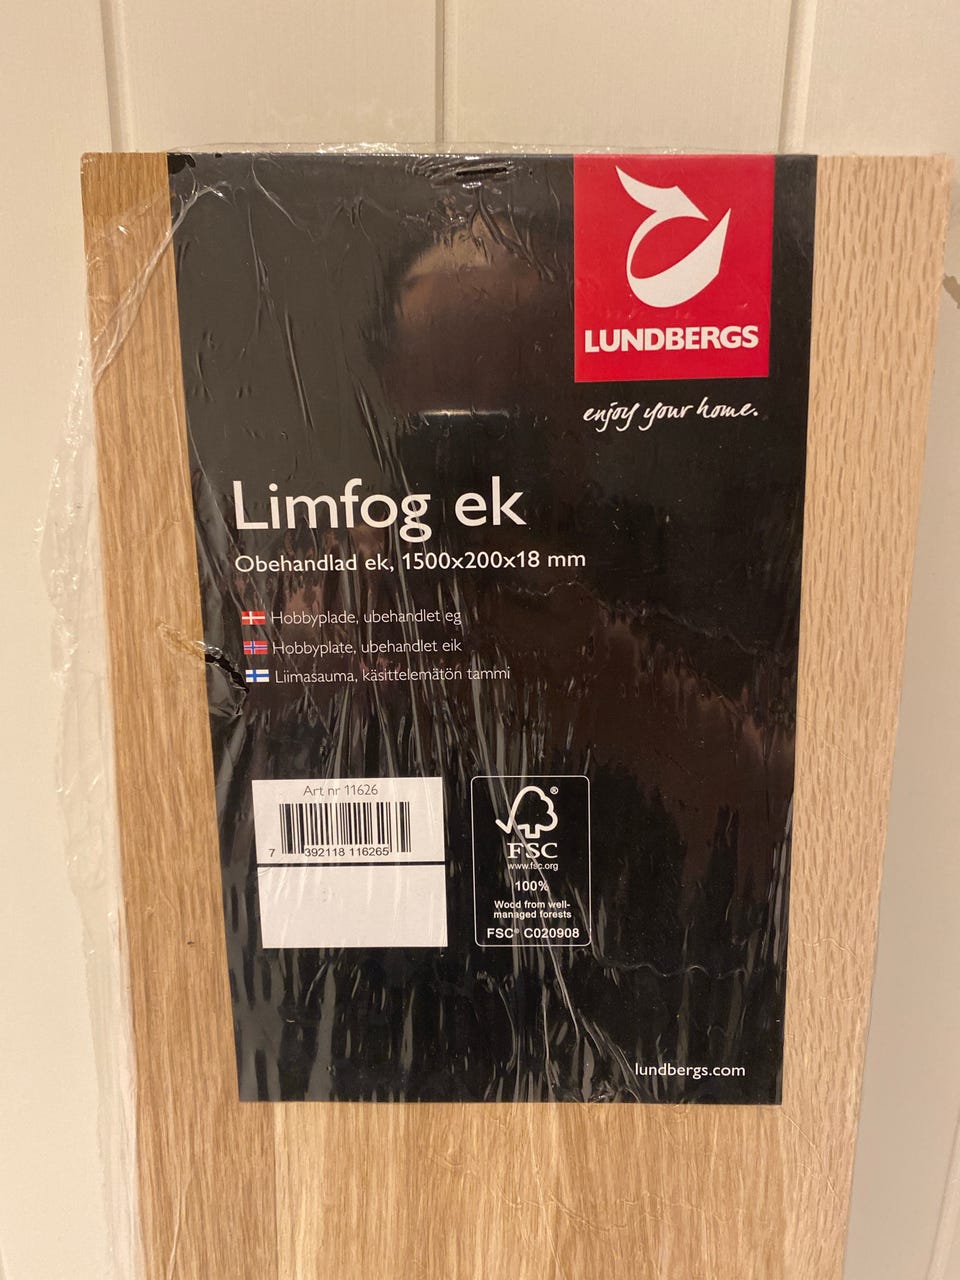 LUNDBERGS
enjoy your home.
Limfog ek
Obehandlad ek, 1500x200x18 mm
Hobbyplade, ubehandlet eg
Hobbyplate, ubehandlet eik
Liimasauma, käsittelemätön tammi
Art nr 11626
7 392118 116265
FSC®
www.fsc.org
100%
Wood from well-
managed forests
FSC® C020908
lundbergs.com